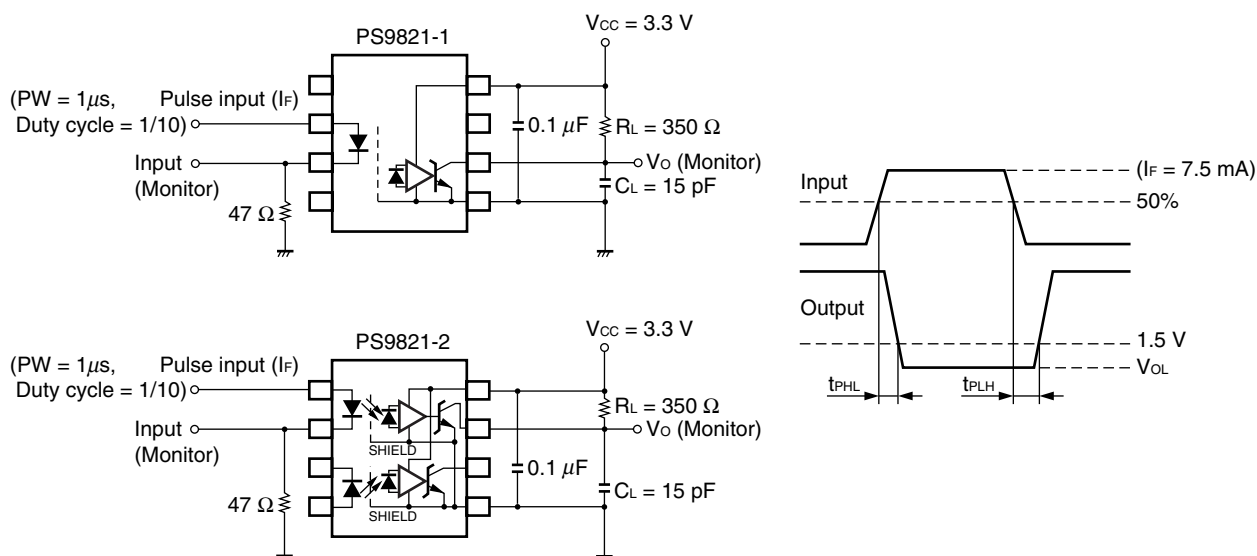 VCC = 3.3 V
PS9821-1
(PW = 1μs, Pulse input (IF)
Duty cycle = 1/10)
0.1 μF
RL = 350 Ω
Input
(Monitor)
VO (Monitor)
CL = 15 pF
47 Ω
Input
(IF = 7.5 mA)
50%
Output
1.5 V
VOL
tPHL
tPLH
VCC = 3.3 V
PS9821-2
(PW = 1μs, Pulse input (IF)
Duty cycle = 1/10)
RL = 350 Ω
Input
(Monitor)
VO (Monitor)
SHIELD
0.1 μF
CL = 15 pF
47 Ω
SHIELD